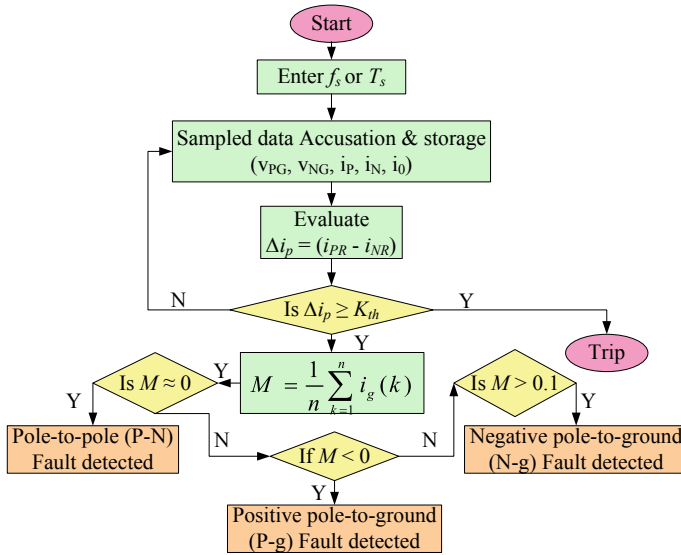 Start
Enter f_s or T_s
Sampled data Accusation & storage
(v_PG, v_NG, i_P, i_N, i_0)
Evaluate
Δi_p = (i_PR - i_NR)
N
Is Δi_p ≥ K_th
Y
Trip
Y
M = \frac{1}{n} \sum_{k=1}^{n} i_g (k)
Y
Is M ≈ 0
Is M > 0.1
Y
Pole-to-pole (P-N)
Fault detected
N
If M < 0
N
Y
Negative pole-to-ground
(N-g) Fault detected
Y
Positive pole-to-ground
(P-g) Fault detected